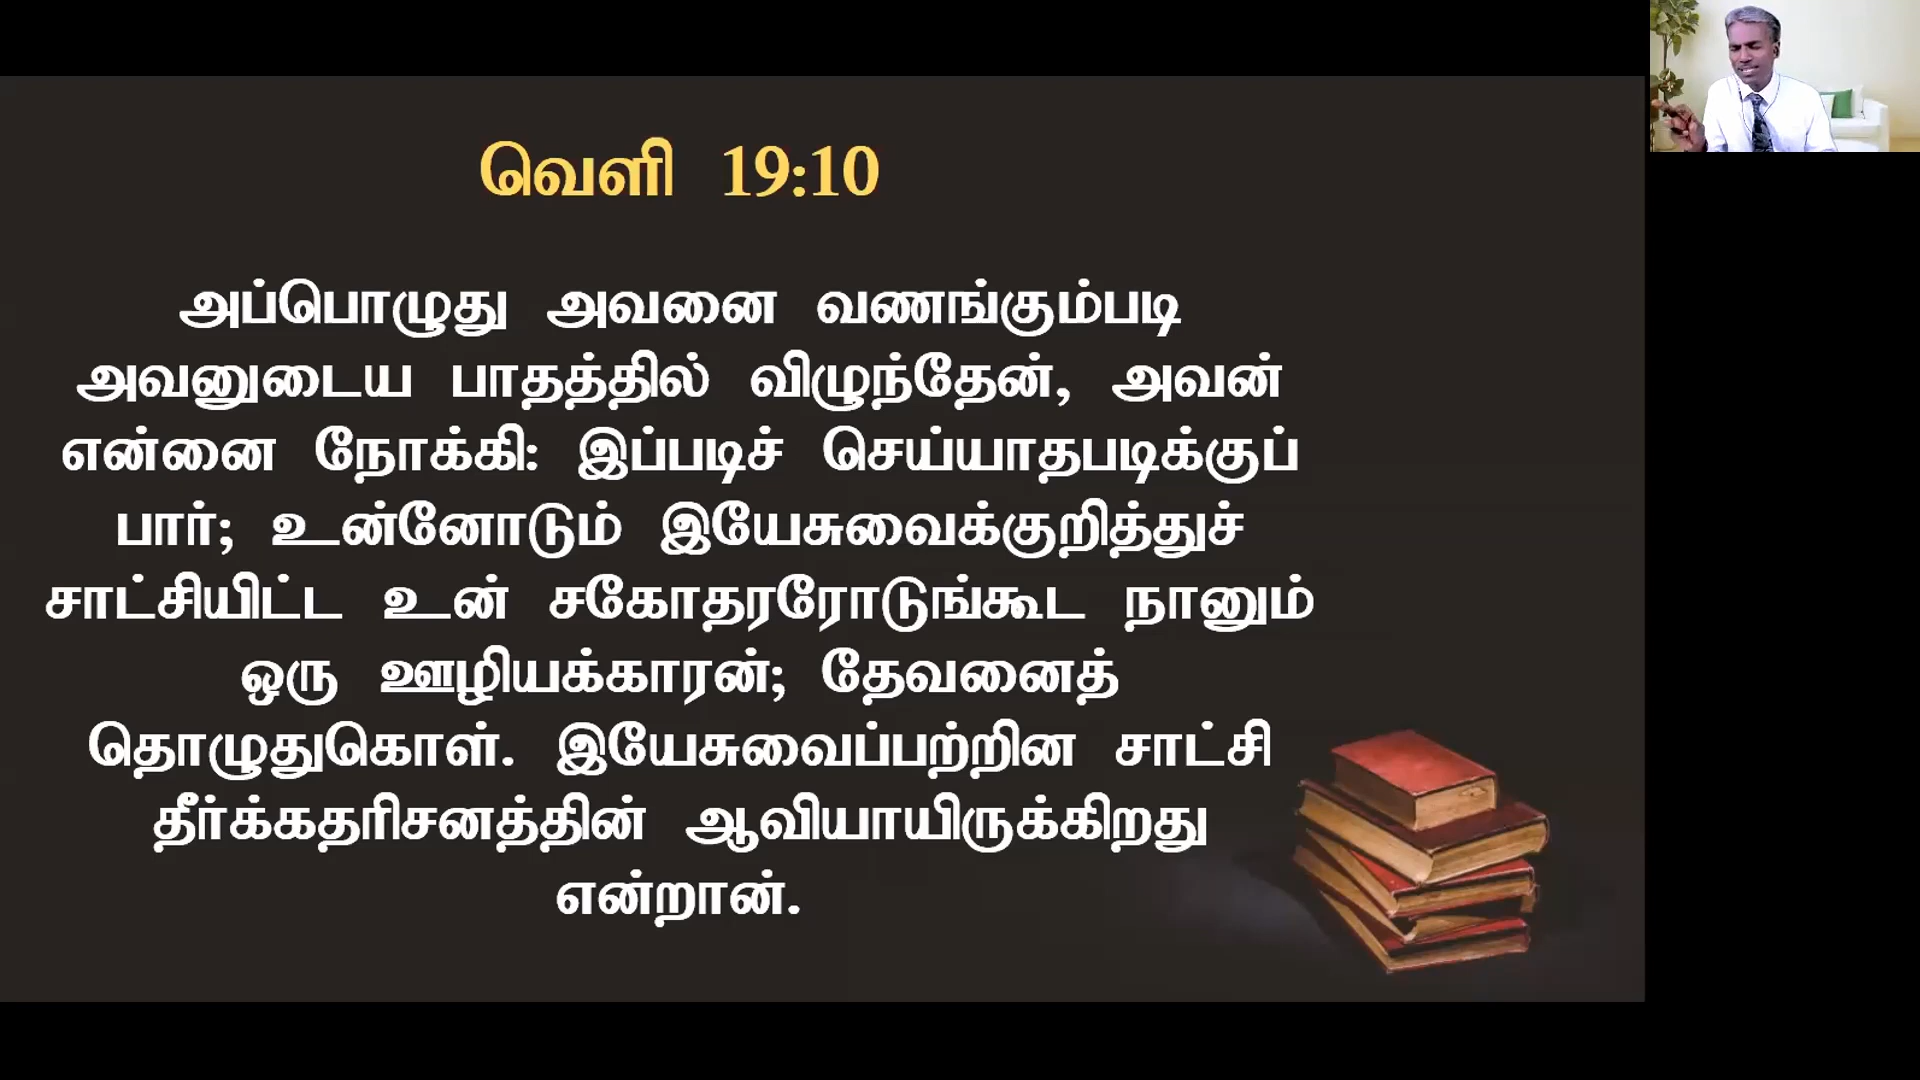 வெளி 19:10
அப்பொழுது அவனை வணங்கும்படி
அவனுடைய பாதத்தில் விழுந்தேன், அவன்
என்னை நோக்கி: இப்படிச் செய்யாதபடிக்குப்
பார்; உன்னோடும் இயேசுவைக்குறித்துச்
சாட்சியிட்ட உன் சகோதரரோடுங்கூட நானும்
ஒரு ஊழியக்காரன்; தேவனைத்
தொழுதுகொள். இயேசுவைப்பற்றின சாட்சி
தீர்க்கதரிசனத்தின் ஆவியாயிருக்கிறது
என்றான்.